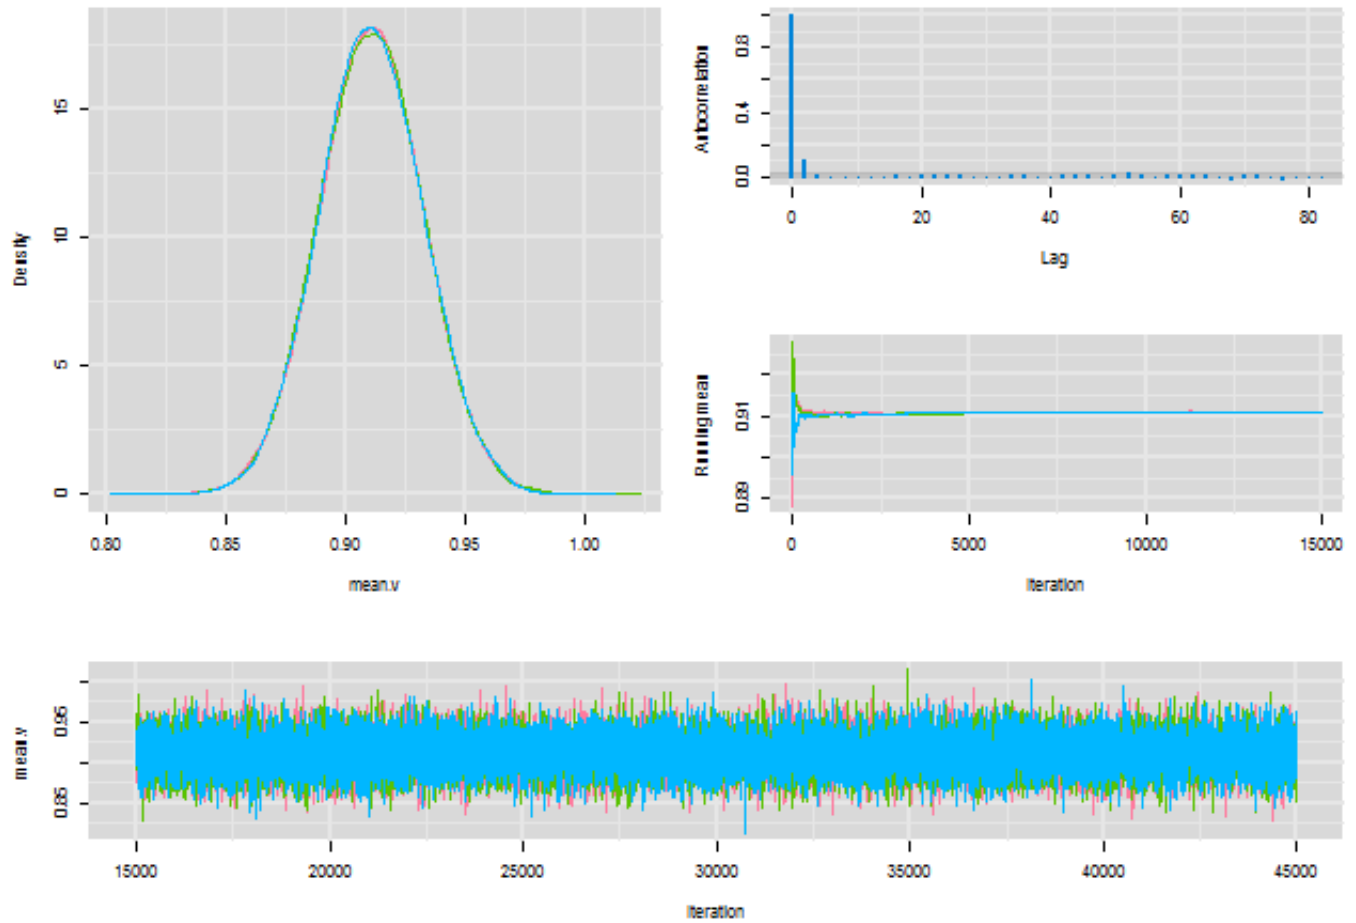 Density
15
10
5
0
0.80 0.85 0.90 0.95 1.00
mean.v
Autocorrelation
0.8
0.4
0.0
0 20 40 60 80
Lag
Running mean
0.91
0.89
0 5000 10000 15000
Iteration
mean.v
0.95
0.85
15000 20000 25000 30000 35000 40000 45000
Iteration